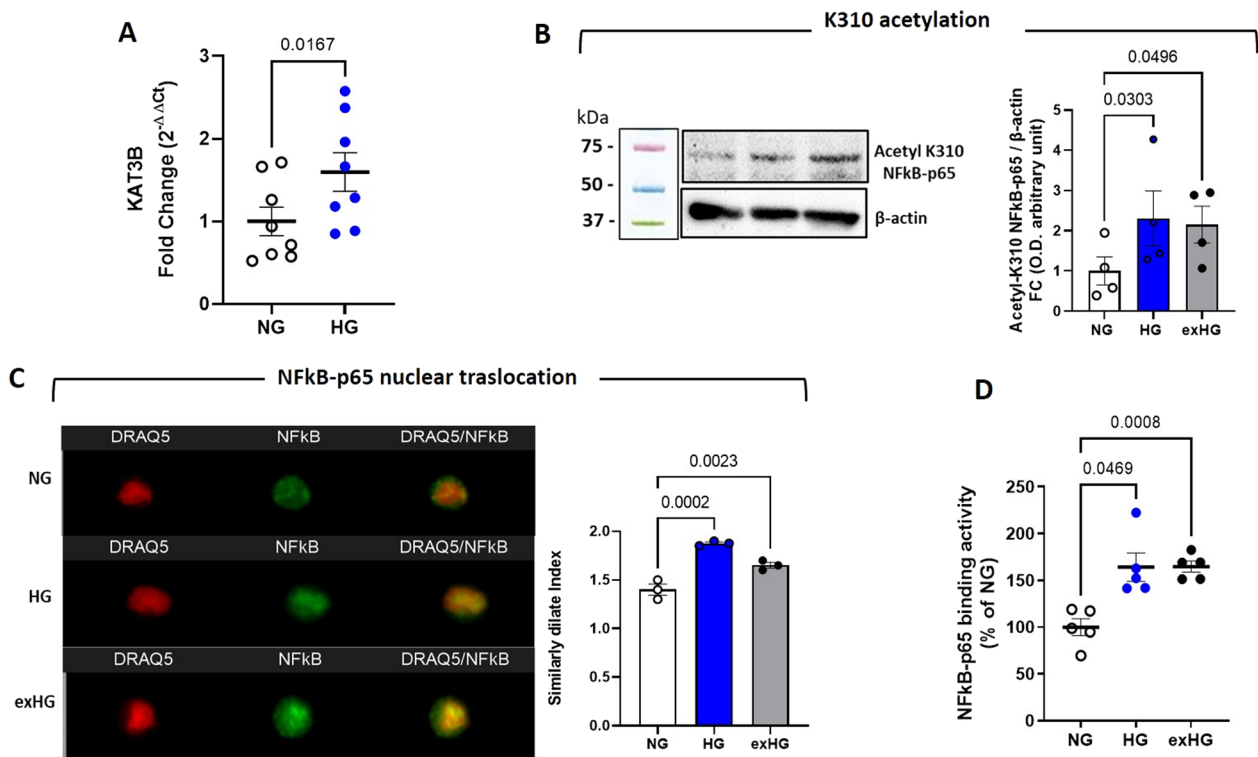 A
0.0167
KAT3B
Fold Change (2^-Δ ΔCt)
3
2
1
0
NG
HG
B
K310 acetylation
kDa
75 -
50 -
37 -
Acetyl K310
NFkB-p65
β-actin
0.0496
0.0303
Acetyl-K310 NFkB-p65 / β-actin
FC (O.D. arbitrary unit)
5
4
3
2
1
0
NG
HG
exHG
C
NFkB-p65 nuclear traslocation
DRAQ5
NFkB
DRAQ5/NFkB
NG
DRAQ5
NFkB
DRAQ5/NFkB
HG
DRAQ5
NFkB
DRAQ5/NFkB
exHG
0.0023
0.0002
Similarly dilate Index
2.0
1.5
1.0
0.5
0.0
NG
HG
exHG
D
0.0008
0.0469
NFkB-p65 binding activity
(% of NG)
250
200
150
100
50
0
NG
HG
exHG